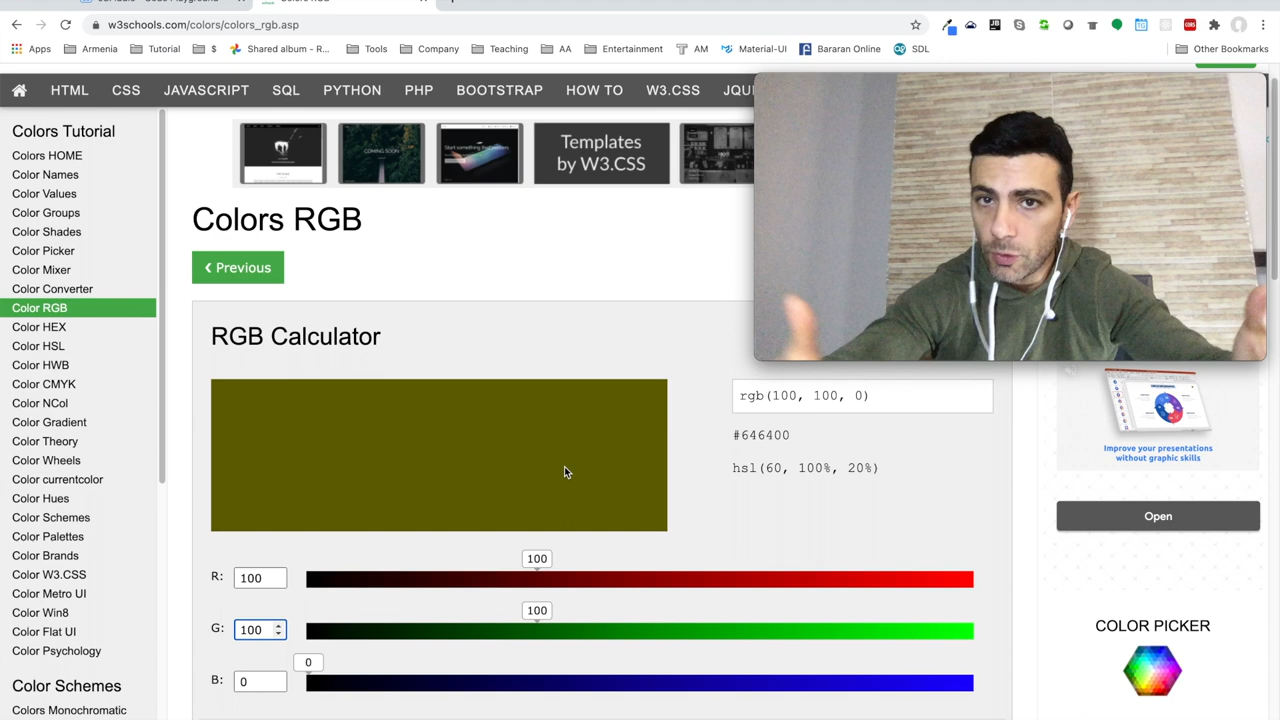 w3schools.com/colors/colors_rgb.asp
Apps
Armenia
Tutorial
$
Shared album - R...
Tools
Company
Teaching
AA
Entertainment
AM
Material-UI
Bararan Online
SDL
Other Bookmarks
HTML
CSS
JAVASCRIPT
SQL
PYTHON
PHP
BOOTSTRAP
HOW TO
W3.CSS
Colors Tutorial
Colors HOME
Color Names
Color Values
Color Groups
Color Shades
Color Picker
Color Mixer
Color Converter
Color RGB
Color HEX
Color HSL
Color HWB
Color CMYK
Color NCol
Color Gradient
Color Theory
Color Wheels
Color currentcolor
Color Hues
Color Schemes
Color Palettes
Color Brands
Color W3.CSS
Color Metro UI
Color Win8
Color Flat UI
Color Psychology
Color Schemes
Colors Monochromatic
COMING SOON
Templates
by W3.CSS
Colors RGB
❮ Previous
RGB Calculator
rgb(100, 100, 0)
#646400
hsl(60, 100%, 20%)
100
R: 100
100
G: 100
0
B: 0
Improve your presentations
without graphic skills
Open
COLOR PICKER